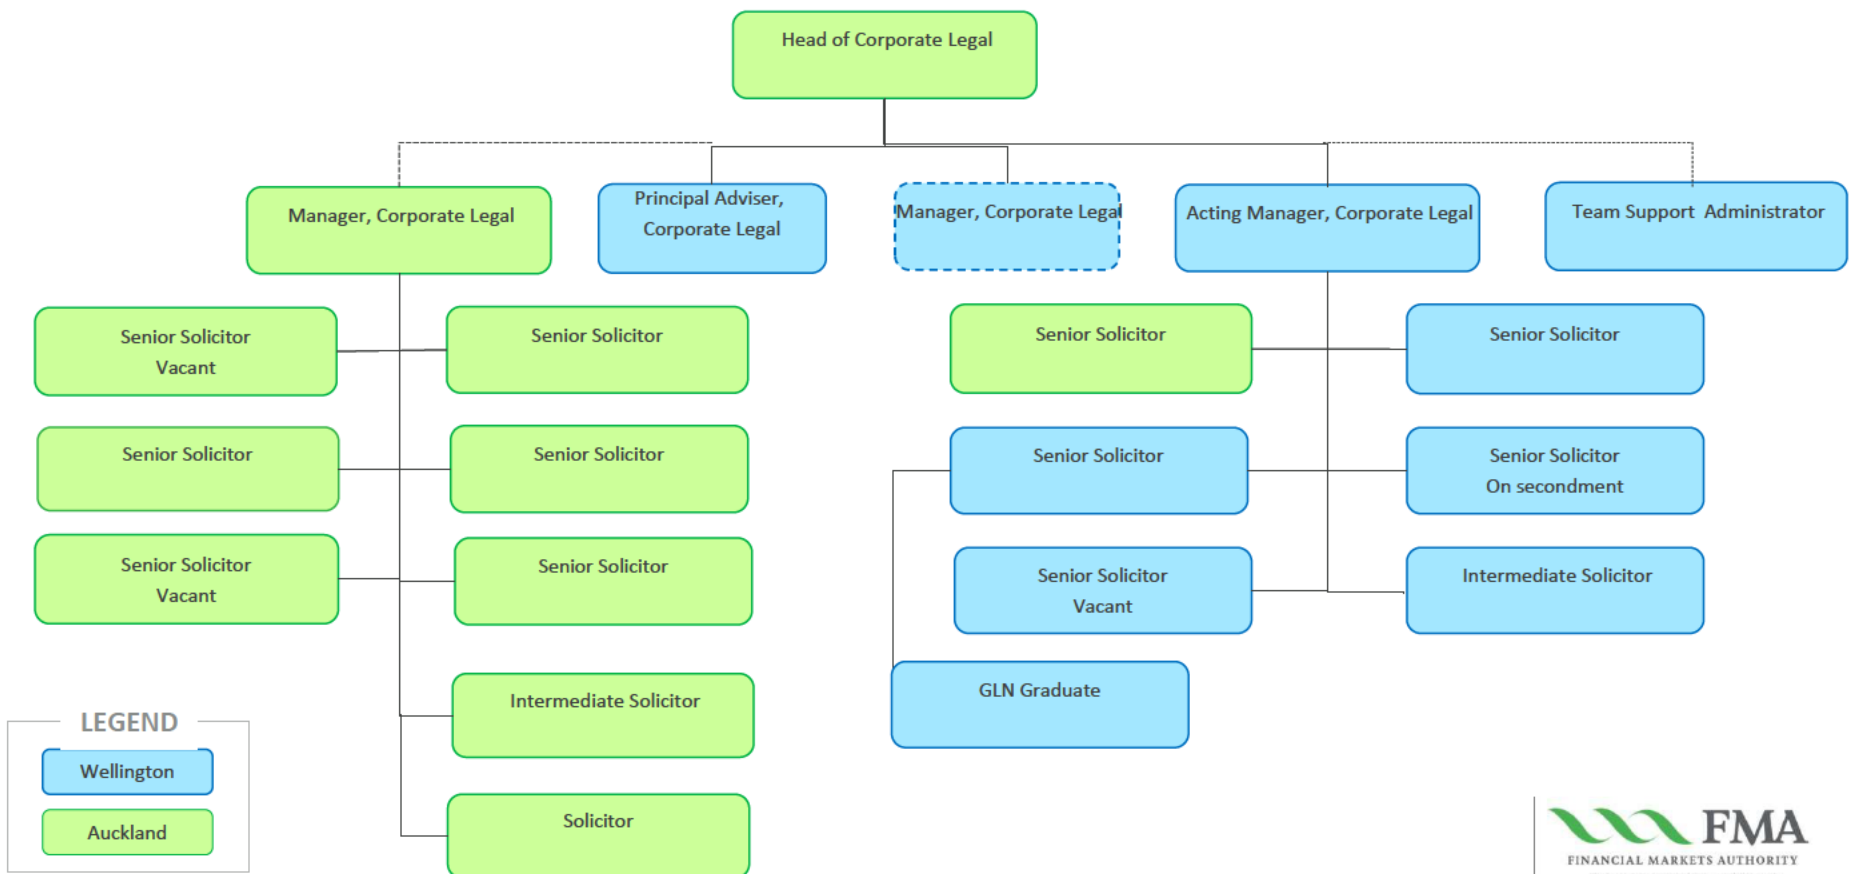 Head of Corporate Legal
Manager, Corporate Legal
Principal Adviser,
Corporate Legal
Manager, Corporate Legal
Acting Manager, Corporate Legal
Team Support Administrator
Senior Solicitor
Vacant
Senior Solicitor
Senior Solicitor
Senior Solicitor
Senior Solicitor
Senior Solicitor
Senior Solicitor
Senior Solicitor
On secondment
Senior Solicitor
Vacant
Senior Solicitor
Senior Solicitor
Vacant
Intermediate Solicitor
Intermediate Solicitor
GLN Graduate
Solicitor
LEGEND
Wellington
Auckland
FMA
FINANCIAL MARKETS AUTHORITY